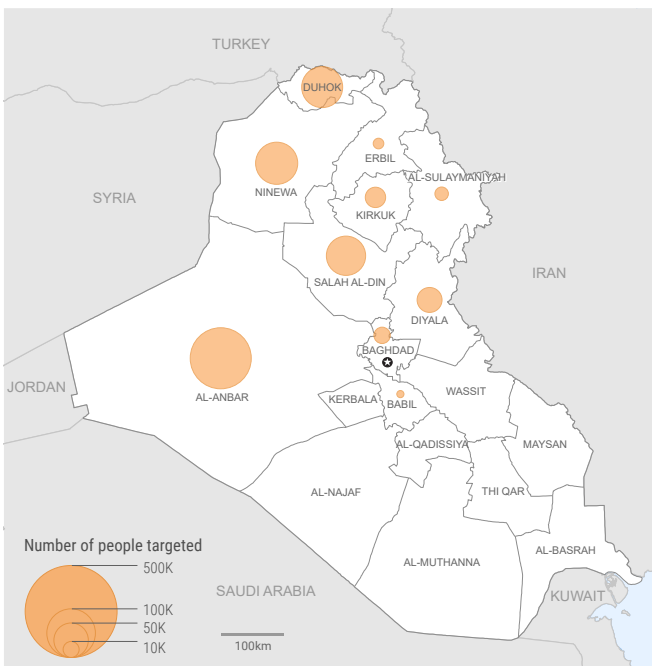 TURKEY
DUHOK
ERBIL
NINEWA
AL-SULAYMANIYAH
SYRIA
KIRKUK
IRAN
SALAH AL-DIN
DIYALA
BAGHDAD
JORDAN
AL-ANBAR
KERBALA
BABIL
WASSIT
AL-QADISSIYA
MAYSAN
AL-NAJAF
THI QAR
AL-BASRAH
AL-MUTHANNA
Number of people targeted
500K
100K
50K
10K
SAUDI ARABIA
KUWAIT
100km